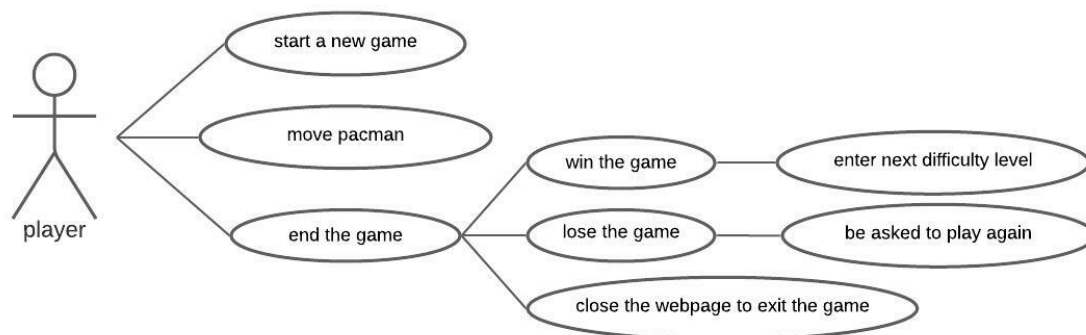 start a new game
move pacman
win the game
enter next difficulty level
player
end the game
lose the game
be asked to play again
close the webpage to exit the game